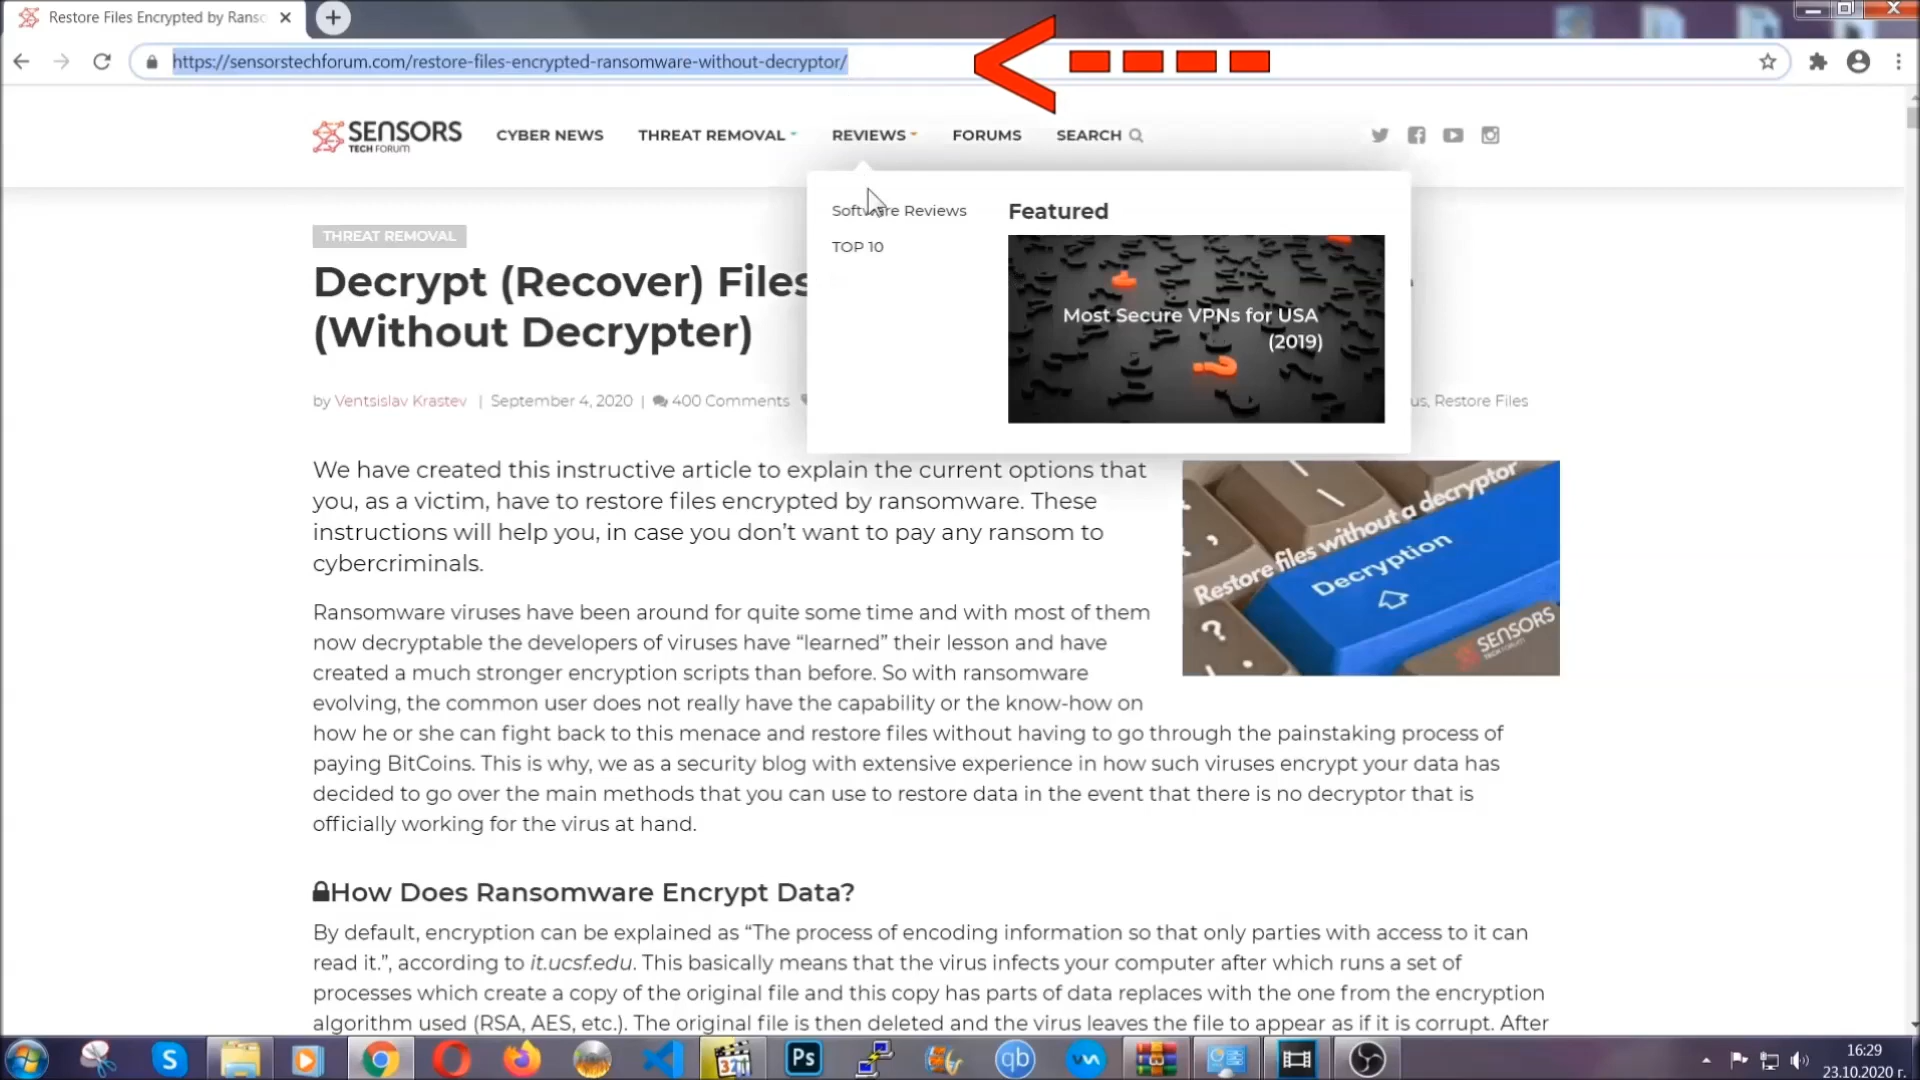 Restore Files Encrypted by Ranso
https://sensorstechforum.com/restore-files-encrypted-ransomware-without-decryptor/
SENSORS
TECH FORUM
CYBER NEWS
THREAT REMOVAL
REVIEWS
FORUMS
SEARCH
Software Reviews
TOP 10
Featured
Most Secure VPNs for USA
(2019)
THREAT REMOVAL
Decrypt (Recover) Files
(Without Decrypter)
by Ventsislav Krastev | September 4, 2020 | 400 Comments
us, Restore Files
We have created this instructive article to explain the current options that
you, as a victim, have to restore files encrypted by ransomware. These
instructions will help you, in case you don’t want to pay any ransom to
cybercriminals.
Restore files without a decryptor
Decryption
SENSORS
TECH FORUM
Ransomware viruses have been around for quite some time and with most of them
now decryptable the developers of viruses have “learned” their lesson and have
created a much stronger encryption scripts than before. So with ransomware
evolving, the common user does not really have the capability or the know-how on
how he or she can fight back to this menace and restore files without having to go through the painstaking process of
paying BitCoins. This is why, we as a security blog with extensive experience in how such viruses encrypt your data has
decided to go over the main methods that you can use to restore data in the event that there is no decryptor that is
officially working for the virus at hand.
How Does Ransomware Encrypt Data?
By default, encryption can be explained as “The process of encoding information so that only parties with access to it can
read it.”, according to it.ucsf.edu. This basically means that the virus infects your computer after which runs a set of
processes which create a copy of the original file and this copy has parts of data replaces with the one from the encryption
algorithm used (RSA, AES, etc.). The original file is then deleted and the virus leaves the file to appear as if it is corrupt. After
S
321
Ps
qb
16:29
23.10.2020 г.